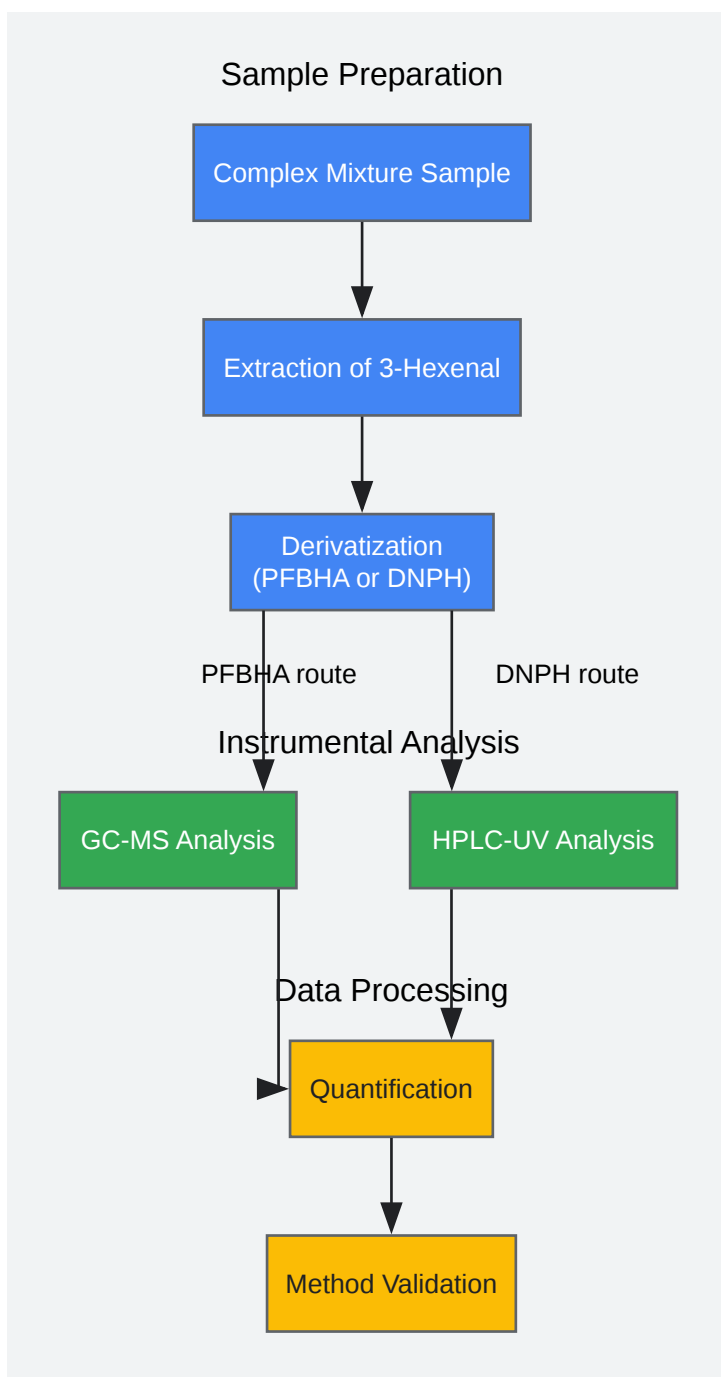 Sample Preparation
Complex Mixture Sample
Extraction of 3-Hexenal
Derivatization
(PFBHA or DNPH)
PFBHA route
DNPH route
Instrumental Analysis
GC-MS Analysis
HPLC-UV Analysis
Data Processing
Quantification
Method Validation